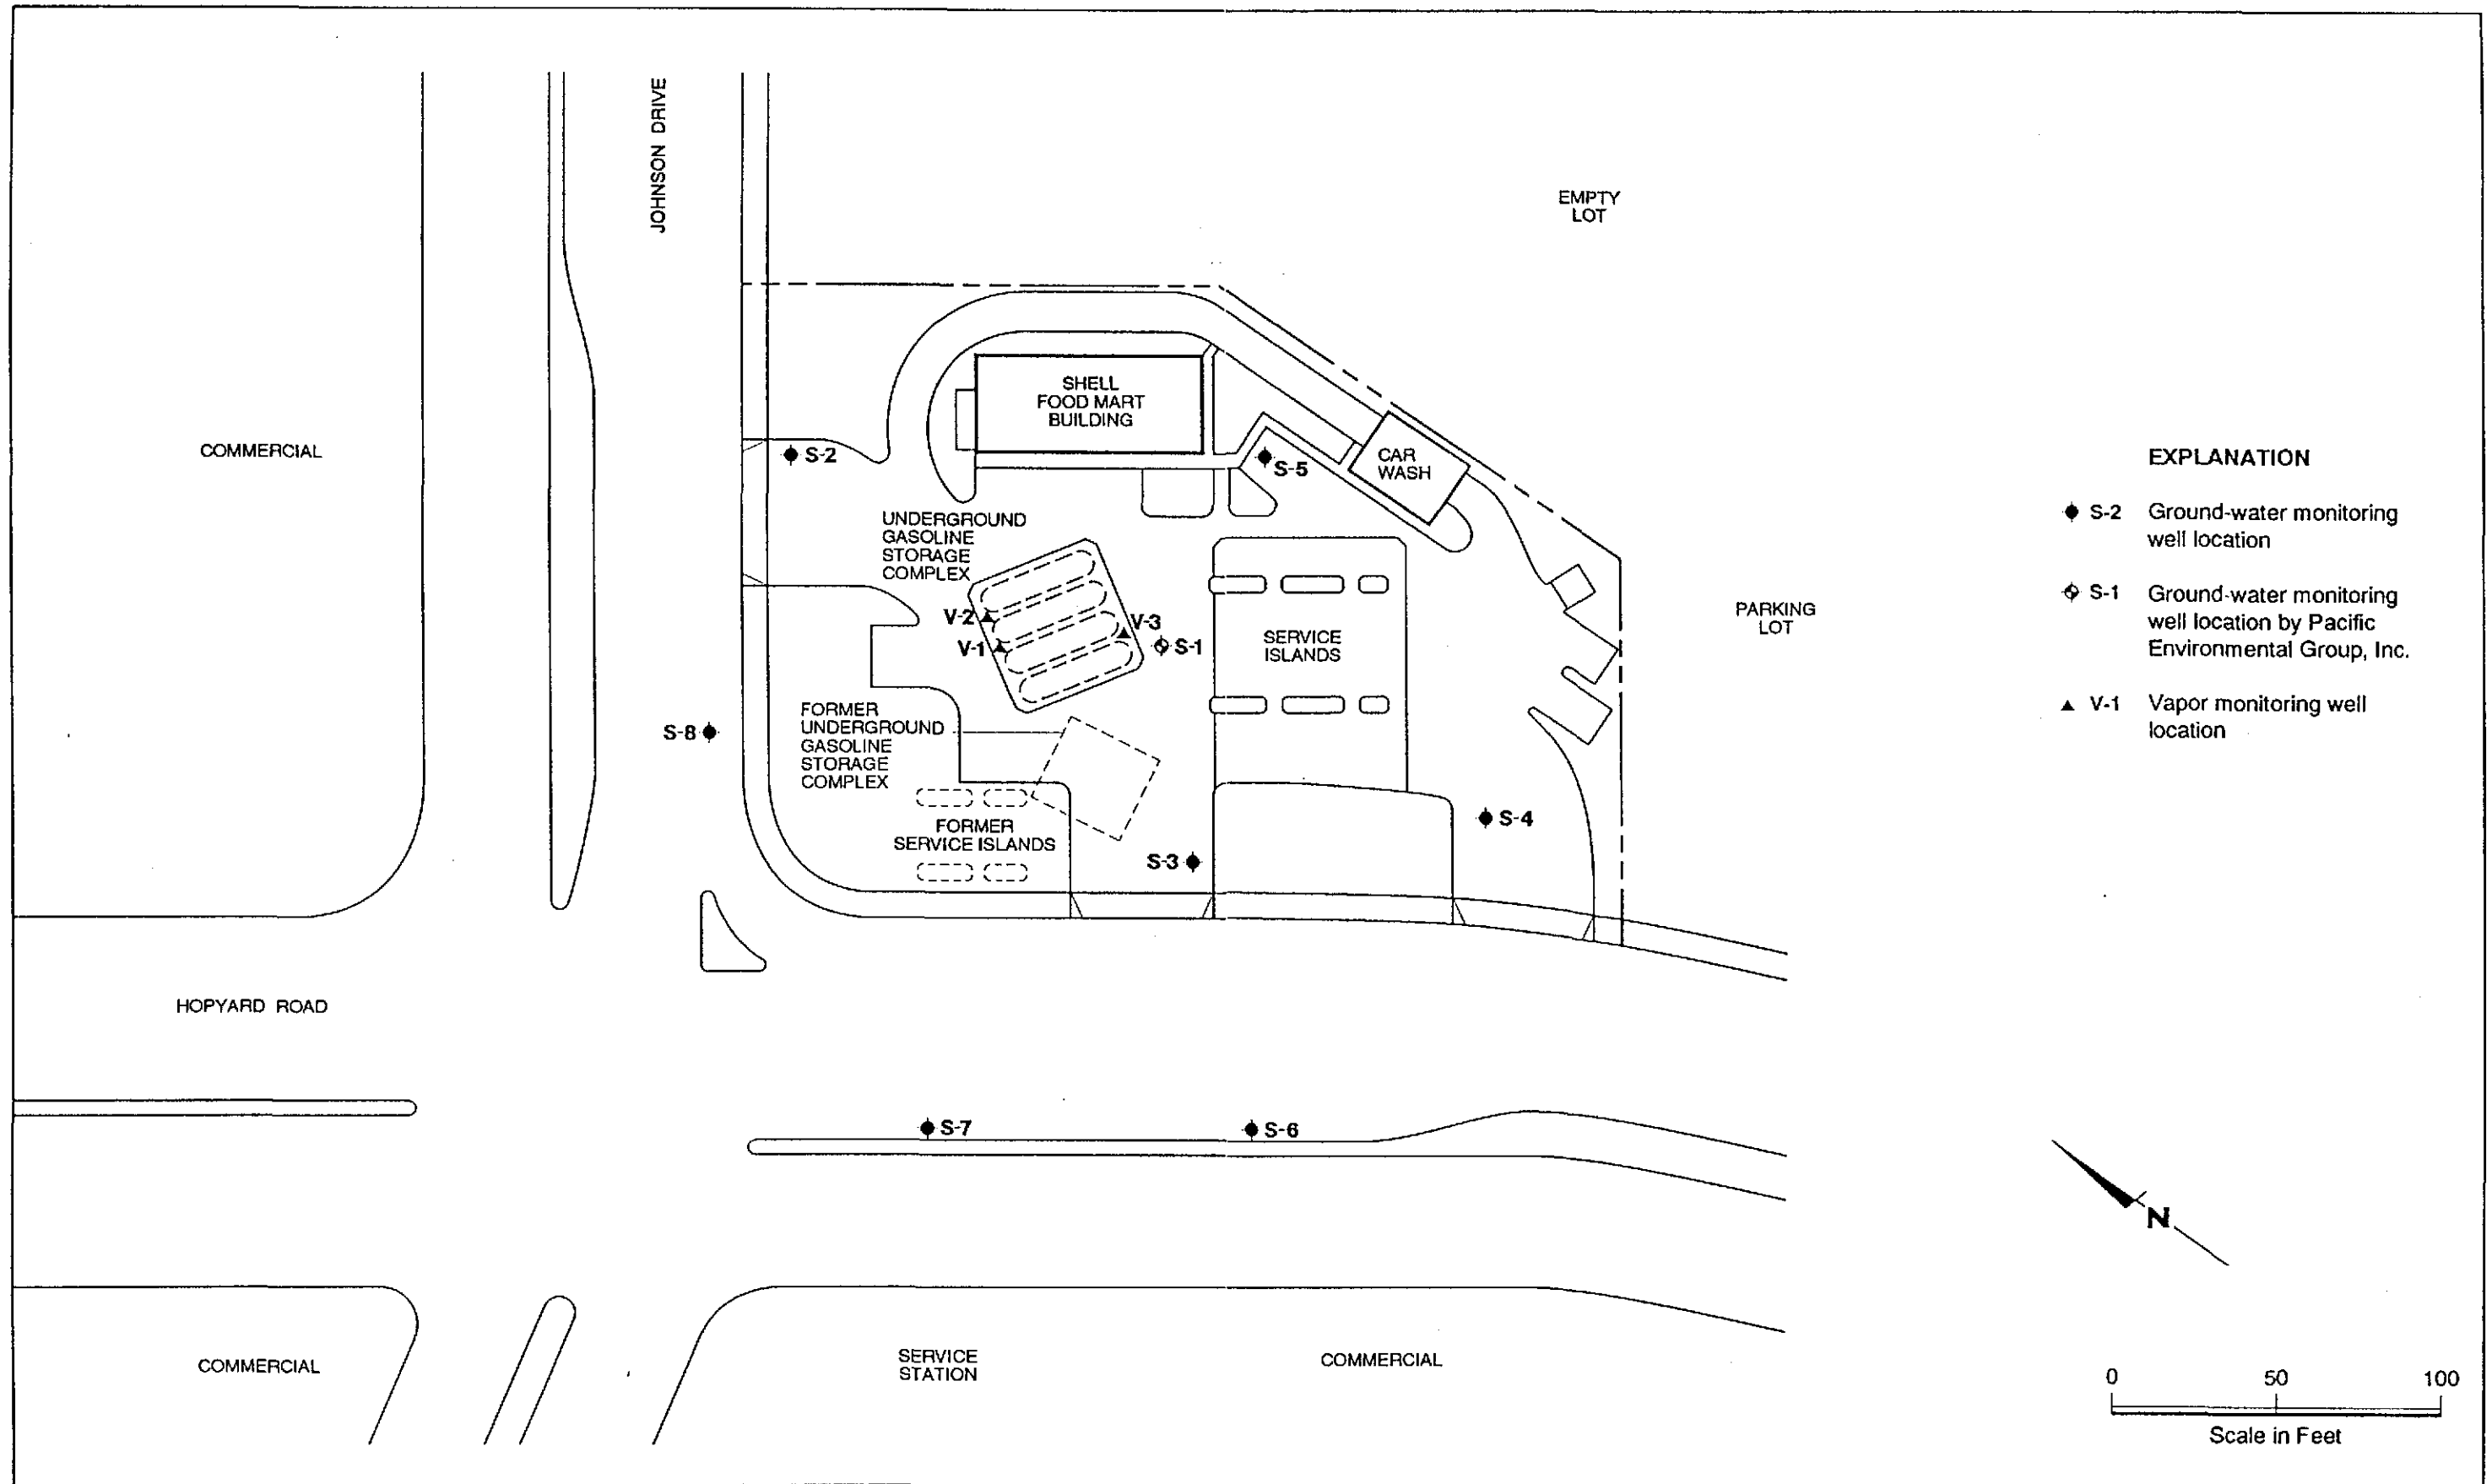 JOHNSON DRIVE
EMPTY
LOT
SHELL
FOOD MART
BUILDING
COMMERCIAL
S-2
S-5
CAR
WASH
EXPLANATION
S-2 Ground-water monitoring
well location
S-1 Ground-water monitoring
well location by Pacific
Environmental Group, Inc.
V-1 Vapor monitoring well
location
UNDERGROUND
GASOLINE
STORAGE
COMPLEX
V-2
V-1
V-3
S-1
SERVICE
ISLANDS
PARKING
LOT
S-8
FORMER
UNDERGROUND
GASOLINE
STORAGE
COMPLEX
FORMER
SERVICE ISLANDS
S-3
S-4
HOPYARD ROAD
S-7
S-6
N
COMMERCIAL
SERVICE
STATION
COMMERCIAL
0 50 100
Scale in Feet